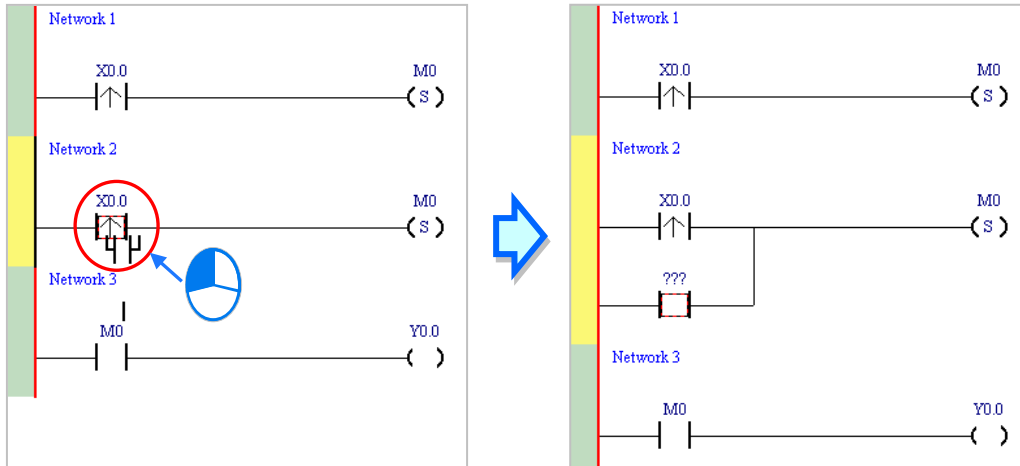 Network 1
X0.0 M0
S
Network 2
X0.0 M0
S
Network 3
M0 Y0.0
Network 1
X0.0 M0
S
Network 2
X0.0 M0
S
???
Network 3
M0 Y0.0